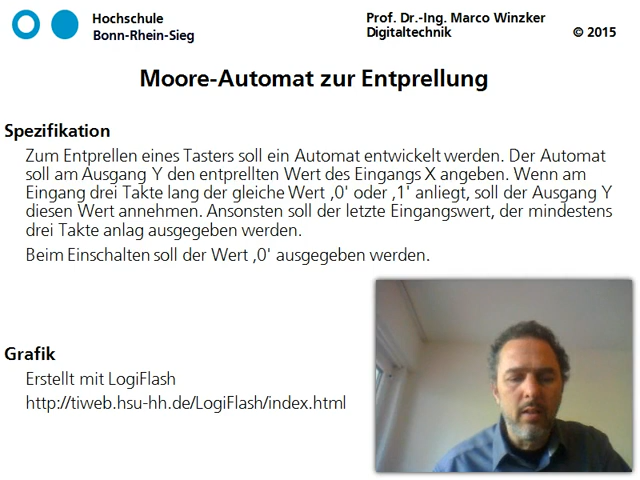 Hochschule
Bonn-Rhein-Sieg
Prof. Dr.-Ing. Marco Winzker
Digitaltechnik © 2015
Moore-Automat zur Entprellung
Spezifikation
Zum Entprellen eines Tasters soll ein Automat entwickelt werden. Der Automat
soll am Ausgang Y den entprellten Wert des Eingangs X angeben. Wenn am
Eingang drei Takte lang der gleiche Wert ‚0' oder ‚1' anliegt, soll der Ausgang Y
diesen Wert annehmen. Ansonsten soll der letzte Eingangswert, der mindestens
drei Takte anlag ausgegeben werden.
Beim Einschalten soll der Wert ‚0' ausgegeben werden.
Grafik
Erstellt mit LogiFlash
http://tiweb.hsu-hh.de/LogiFlash/index.html